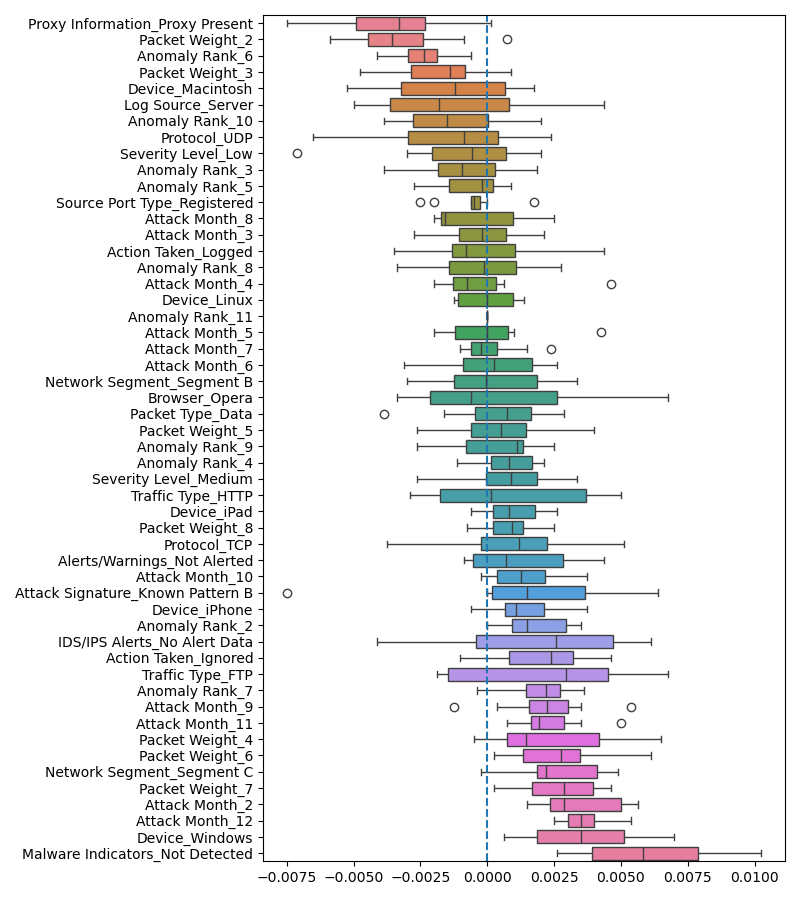 Proxy Information_Proxy Present
Packet Weight_2
Anomaly Rank_6
Packet Weight_3
Device_Macintosh
Log Source_Server
Anomaly Rank_10
Protocol_UDP
Severity Level_Low
Anomaly Rank_3
Anomaly Rank_5
Source Port Type_Registered
Attack Month_8
Attack Month_3
Action Taken_Logged
Anomaly Rank_8
Attack Month_4
Device_Linux
Anomaly Rank_11
Attack Month_5
Attack Month_7
Attack Month_6
Network Segment_Segment B
Browser_Opera
Packet Type_Data
Packet Weight_5
Anomaly Rank_9
Anomaly Rank_4
Severity Level_Medium
Traffic Type_HTTP
Device_iPad
Packet Weight_8
Protocol_TCP
Alerts/Warnings_Not Alerted
Attack Month_10
Attack Signature_Known Pattern B
Device_iPhone
Anomaly Rank_2
IDS/IPS Alerts_No Alert Data
Action Taken_Ignored
Traffic Type_FTP
Anomaly Rank_7
Attack Month_9
Attack Month_11
Packet Weight_4
Packet Weight_6
Network Segment_Segment C
Packet Weight_7
Attack Month_2
Attack Month_12
Device_Windows
Malware Indicators_Not Detected
−0.0075 −0.0050 −0.0025 0.0000 0.0025 0.0050 0.0075 0.0100